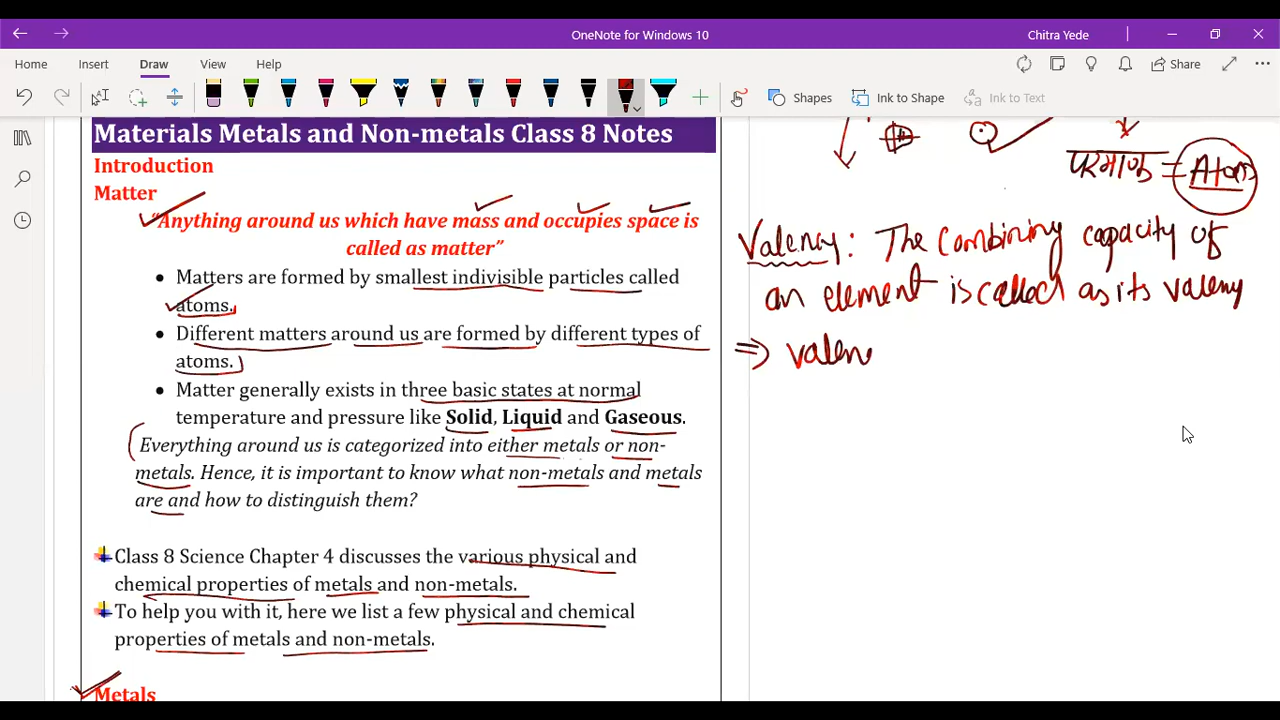 OneNote for Windows 10
Chitra Yede
Home Insert Draw View Help
Share
Shapes
Ink to Shape
Ink to Text
Materials Metals and Non-metals Class 8 Notes
Introduction
Matter
“Anything around us which have mass and occupies space is
called as matter”
• Matters are formed by smallest indivisible particles called
atoms.
• Different matters around us are formed by different types of
atoms.
• Matter generally exists in three basic states at normal
temperature and pressure like Solid, Liquid and Gaseous.
Everything around us is categorized into either metals or non-
metals. Hence, it is important to know what non-metals and metals
are and how to distinguish them?
Class 8 Science Chapter 4 discusses the various physical and
chemical properties of metals and non-metals.
To help you with it, here we list a few physical and chemical
properties of metals and non-metals.
Metals
= Atoms
Valency : The Combining capacity of
an element is called as its valency
⇒ valen